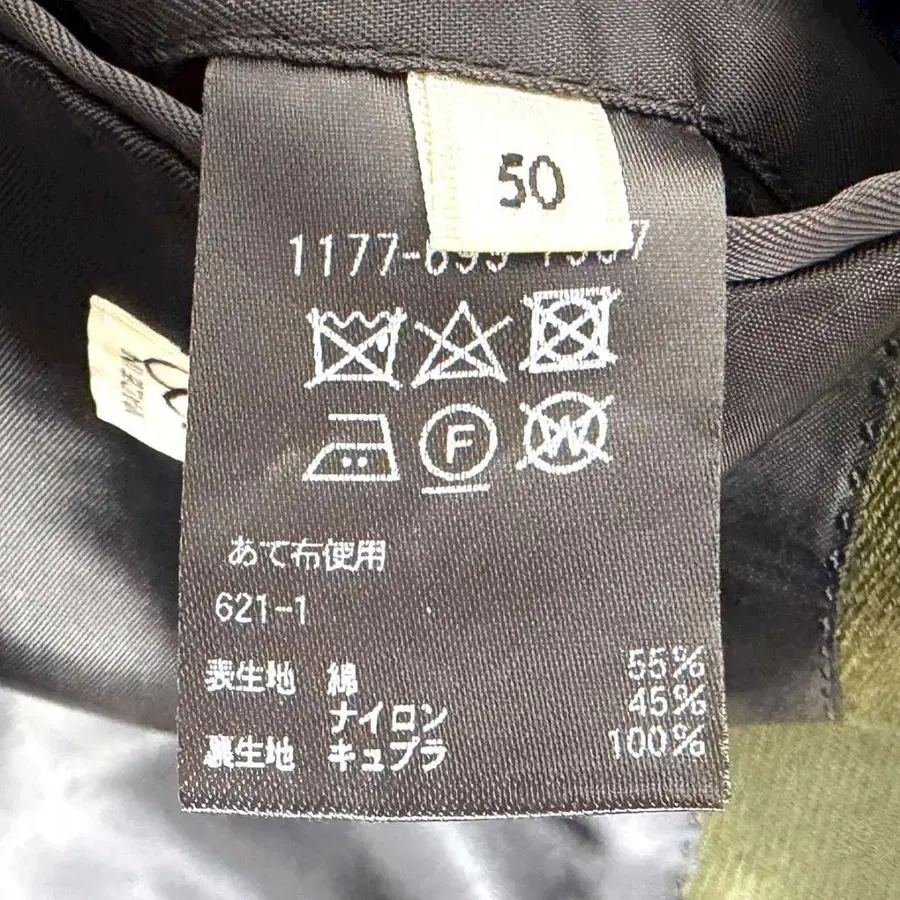 50
F
W
あて布使用
621-1
表生地 綿 55%
ナイロン 45%
裏生地 キュプラ 100%